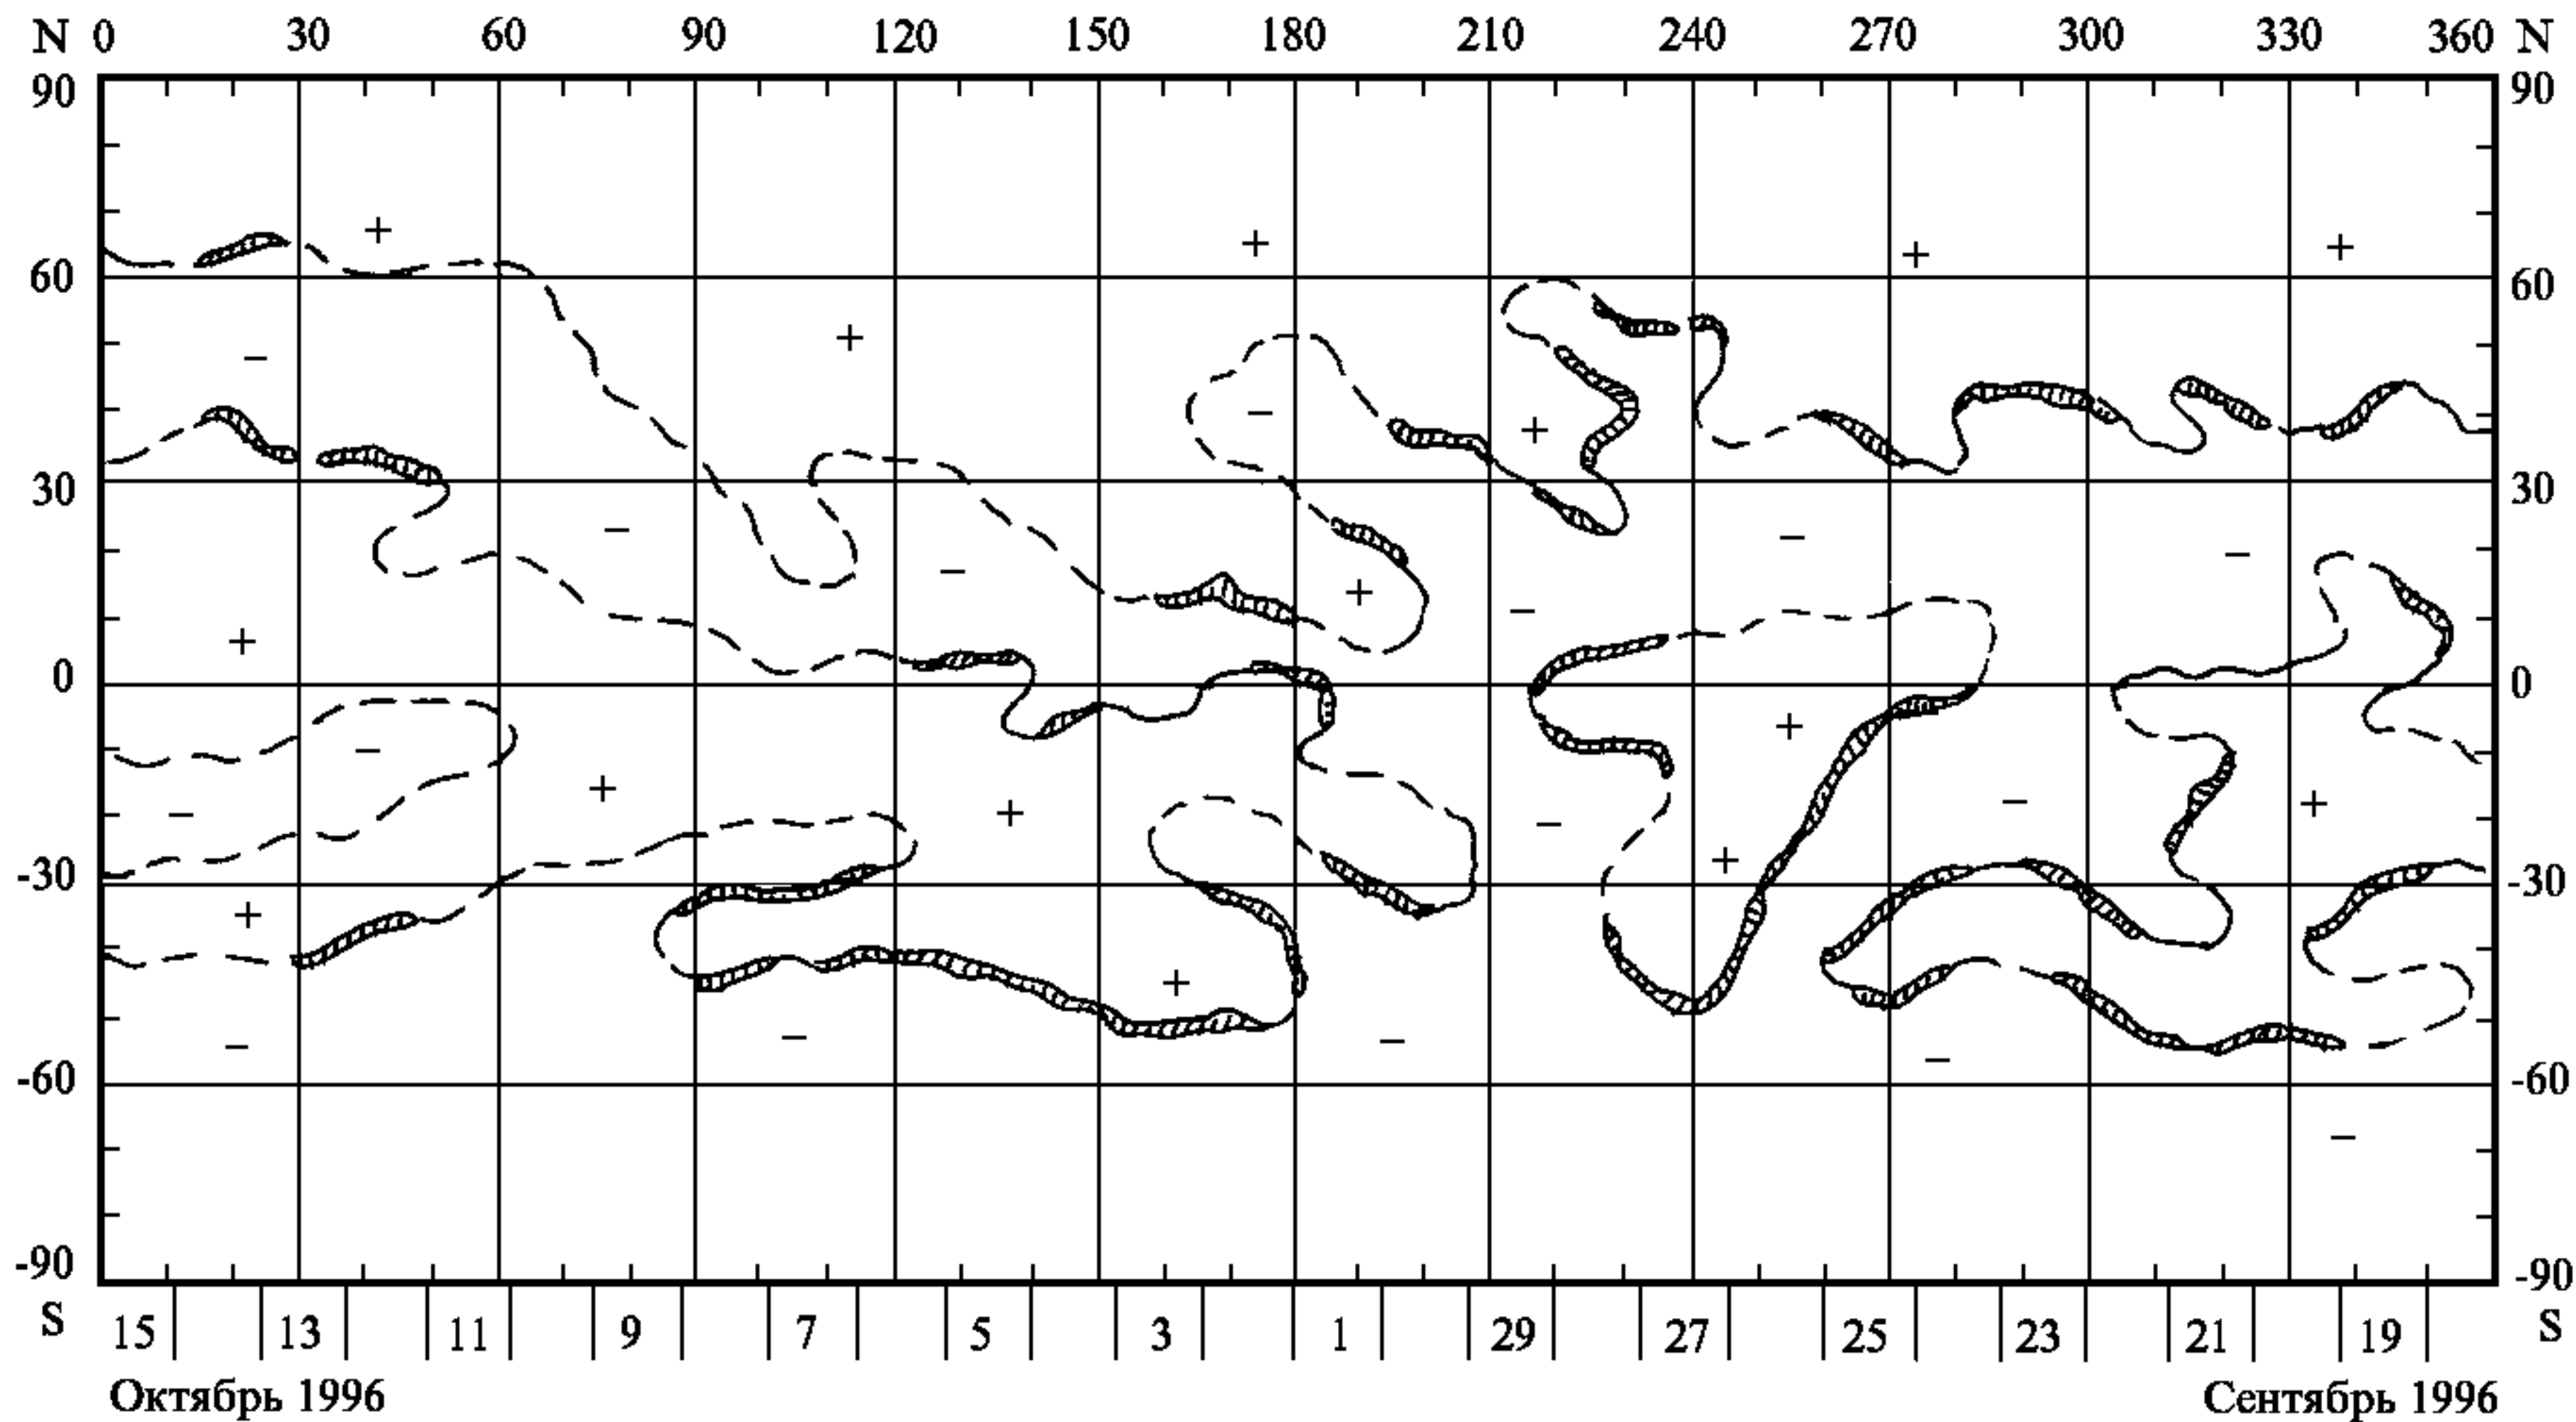 N 0 30 60 90 120 150 180 210 240 270 300 330 360 N
90 90
+ + + +
60 60
+
−
− +
30 30
− − − −
+ −
+
0 0
− + +
− + + − − +
-30 + -30
+
+
− − − −
-60 -60
−
-90 -90
S 15 13 11 9 7 5 3 1 29 27 25 23 21 19 S
Октябрь 1996 Сентябрь 1996